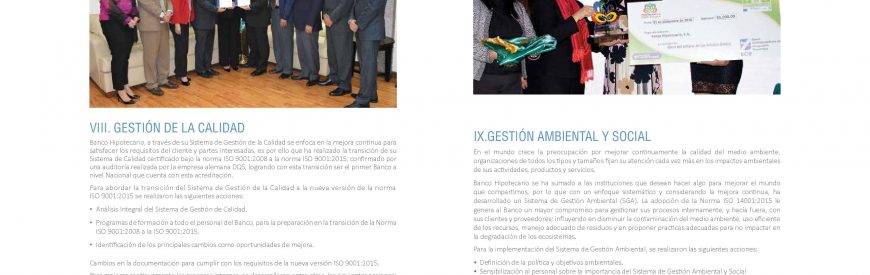 $5,000.00
VIII. GESTIÓN DE LA CALIDAD
Banco Hipotecario, a través de su Sistema de Gestión de la Calidad se enfoca en la mejora continua para
satisfacer los requisitos del cliente y partes interesadas, es por ello que ha realizado la transición de su
Sistema de Calidad certificado bajo la norma ISO 9001:2008 a la norma ISO 9001:2015; confirmado por
una auditoría realizada por la empresa alemana DQS, logrando con esta transición ser el primer Banco a
nivel Nacional que cuenta con esta acreditación.
Para abordar la transición del Sistema de Gestión de la Calidad a la nueva versión de la norma
ISO 9001:2015 se realizaron las siguientes acciones:
• Análisis Integral del Sistema de Gestión de Calidad.
• Programas de formación a todo el personal del Banco, para la preparación en la transición de la Norma
ISO 9001:2008 a la ISO 9001:2015.
• Identificación de los principales cambios como oportunidades de mejora.
Cambios en la documentación para cumplir con los requisitos de la nueva versión ISO 9001:2015.
IX.GESTIÓN AMBIENTAL Y SOCIAL
En el mundo crece la preocupación por mejorar continuamente la calidad del medio ambiente,
organizaciones de todos los tipos y tamaños fijan su atención cada vez más en los impactos ambientales
de sus actividades, productos y servicios.
Banco Hipotecario se ha sumado a las instituciones que desean hacer algo para mejorar el mundo
que compartimos, por lo que con un enfoque sistemático y considerando la mejora continua, ha
desarrollado un Sistema de Gestión Ambiental (SGA). La adopción de la Norma ISO 14001:2015 le
genera al Banco un mayor compromiso para gestionar sus procesos internamente, y hacia fuera, con
sus clientes y proveedores; influyendo en disminuir la contaminación del medio ambiente, uso eficiente
de los recursos, manejo adecuado de residuos y an proponer practicas adecuadas para no impactar en
la degradación de los ecosistemas.
Para la implementación del Sistema de Gestión Ambiental, se realizaron las siguientes acciones:
• Definición de la política y objetivos ambientales.
• Sensibilización al personal sobre la importancia del Sistema de Gestión Ambiental y Social